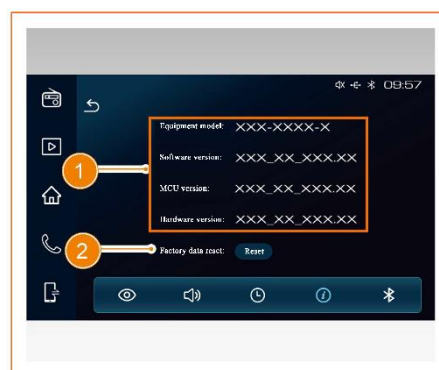 09:57
Equipment model: XXX-XXXX-X
Software version: XXX_XX_XXX.XX
1
MCU version: XXX_XX_XXX.XX
Hardware version: XXX_XX_XXX.XX
2
Factory data reset: Reset